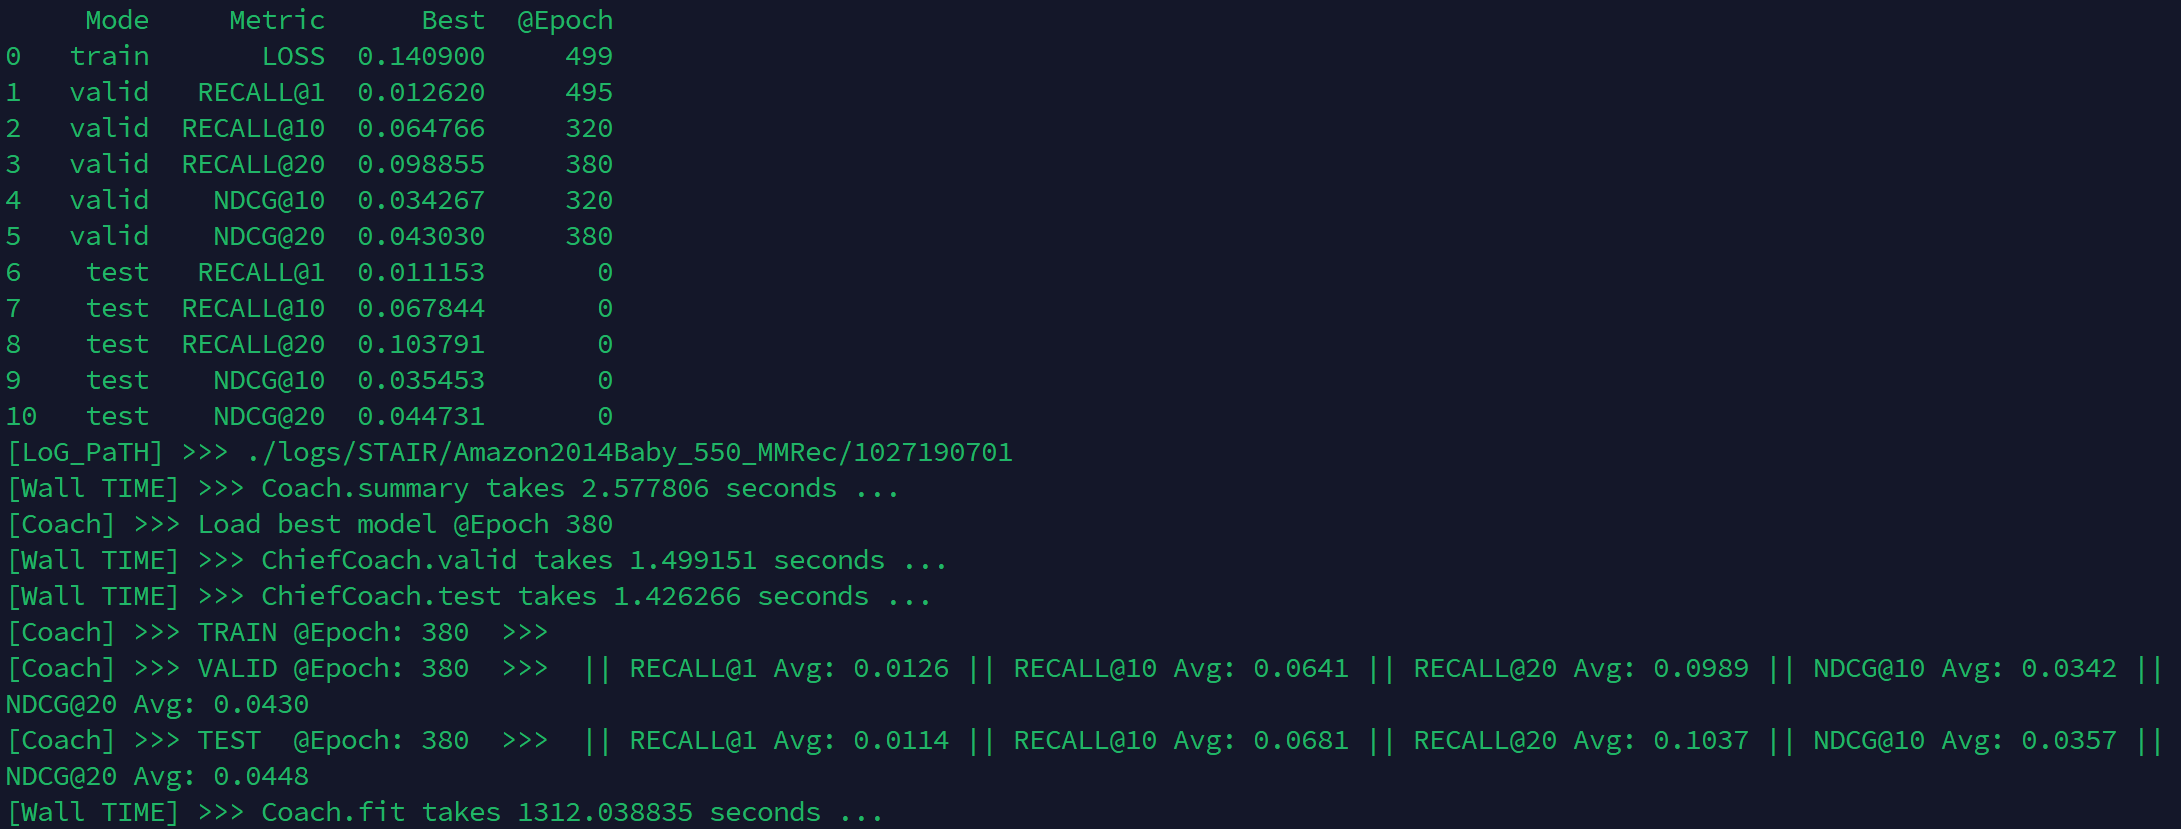 Mode Metric Best @Epoch
0 train LOSS 0.140900 499
1 valid RECALL@1 0.012620 495
2 valid RECALL@10 0.064766 320
3 valid RECALL@20 0.098855 380
4 valid NDCG@10 0.034267 320
5 valid NDCG@20 0.043030 380
6 test RECALL@1 0.011153 0
7 test RECALL@10 0.067844 0
8 test RECALL@20 0.103791 0
9 test NDCG@10 0.035453 0
10 test NDCG@20 0.044731 0
[LoG_PaTH] >>> ./logs/STAIR/Amazon2014Baby_550_MMRec/1027190701
[Wall TIME] >>> Coach.summary takes 2.577806 seconds ...
[Coach] >>> Load best model @Epoch 380
[Wall TIME] >>> ChiefCoach.valid takes 1.499151 seconds ...
[Wall TIME] >>> ChiefCoach.test takes 1.426266 seconds ...
[Coach] >>> TRAIN @Epoch: 380 >>>
[Coach] >>> VALID @Epoch: 380 >>> || RECALL@1 Avg: 0.0126 || RECALL@10 Avg: 0.0641 || RECALL@20 Avg: 0.0989 || NDCG@10 Avg: 0.0342 ||
NDCG@20 Avg: 0.0430
[Coach] >>> TEST @Epoch: 380 >>> || RECALL@1 Avg: 0.0114 || RECALL@10 Avg: 0.0681 || RECALL@20 Avg: 0.1037 || NDCG@10 Avg: 0.0357 ||
NDCG@20 Avg: 0.0448
[Wall TIME] >>> Coach.fit takes 1312.038835 seconds ...